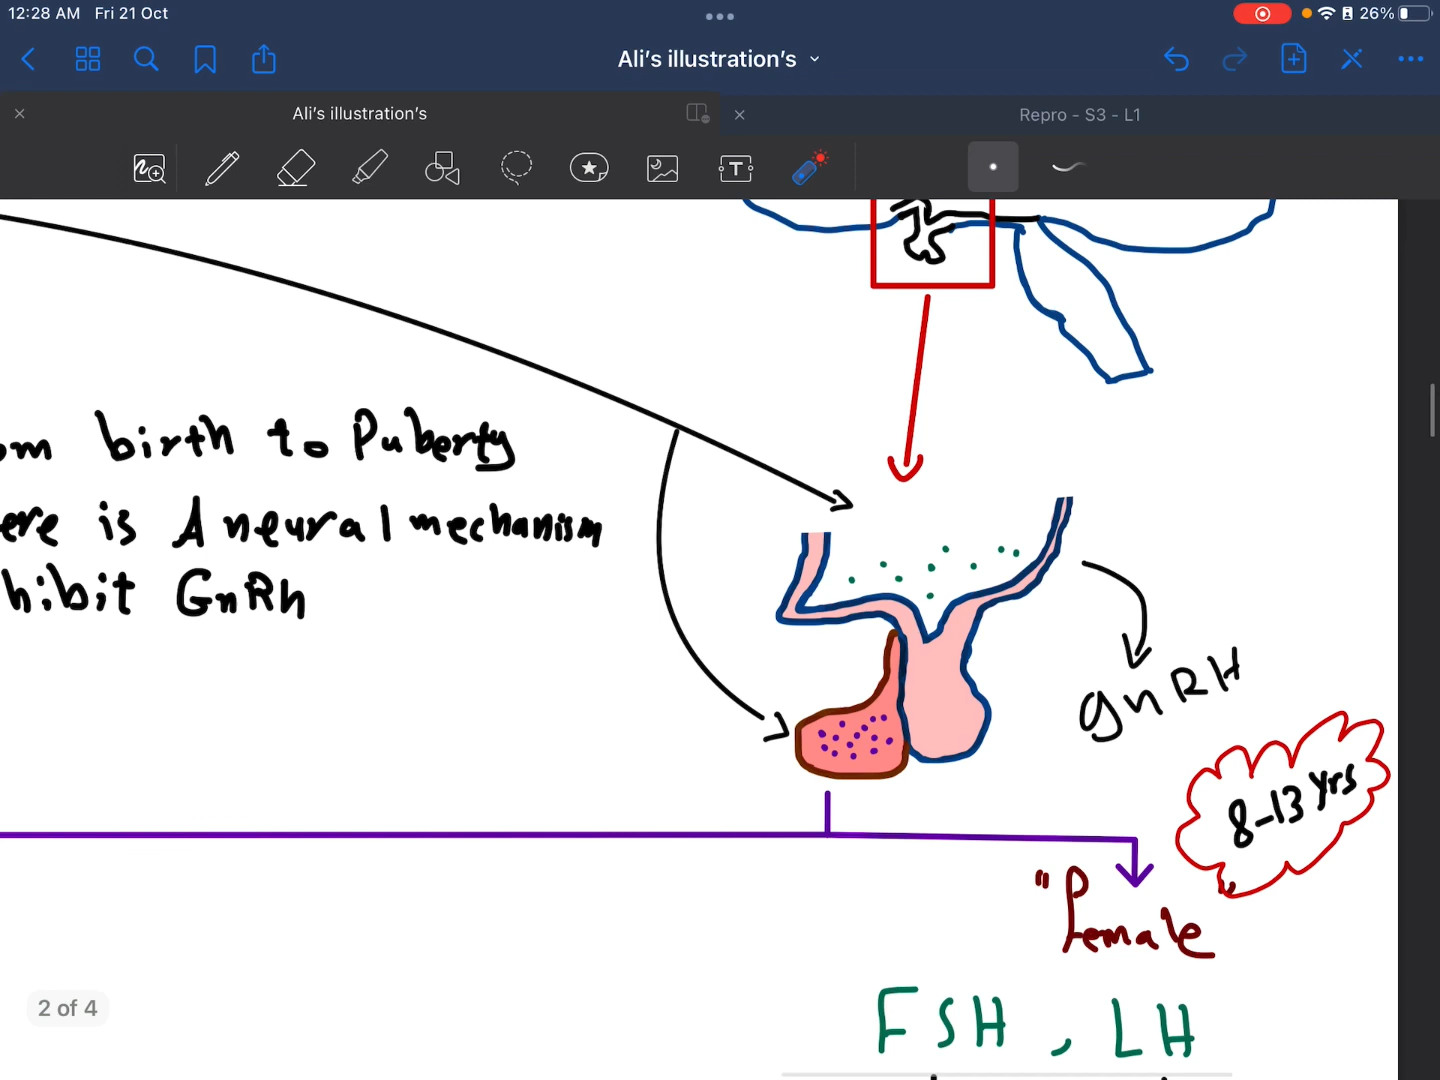 12:28 AM Fri 21 Oct
26%
Ali's illustration's
Ali's illustration's
Repro - S3 - L1
om birth to Puberty
ere is A neural mechanism
hibit GnRh
gnRH
8-13 yrs
"Female"
FSH, LH
2 of 4